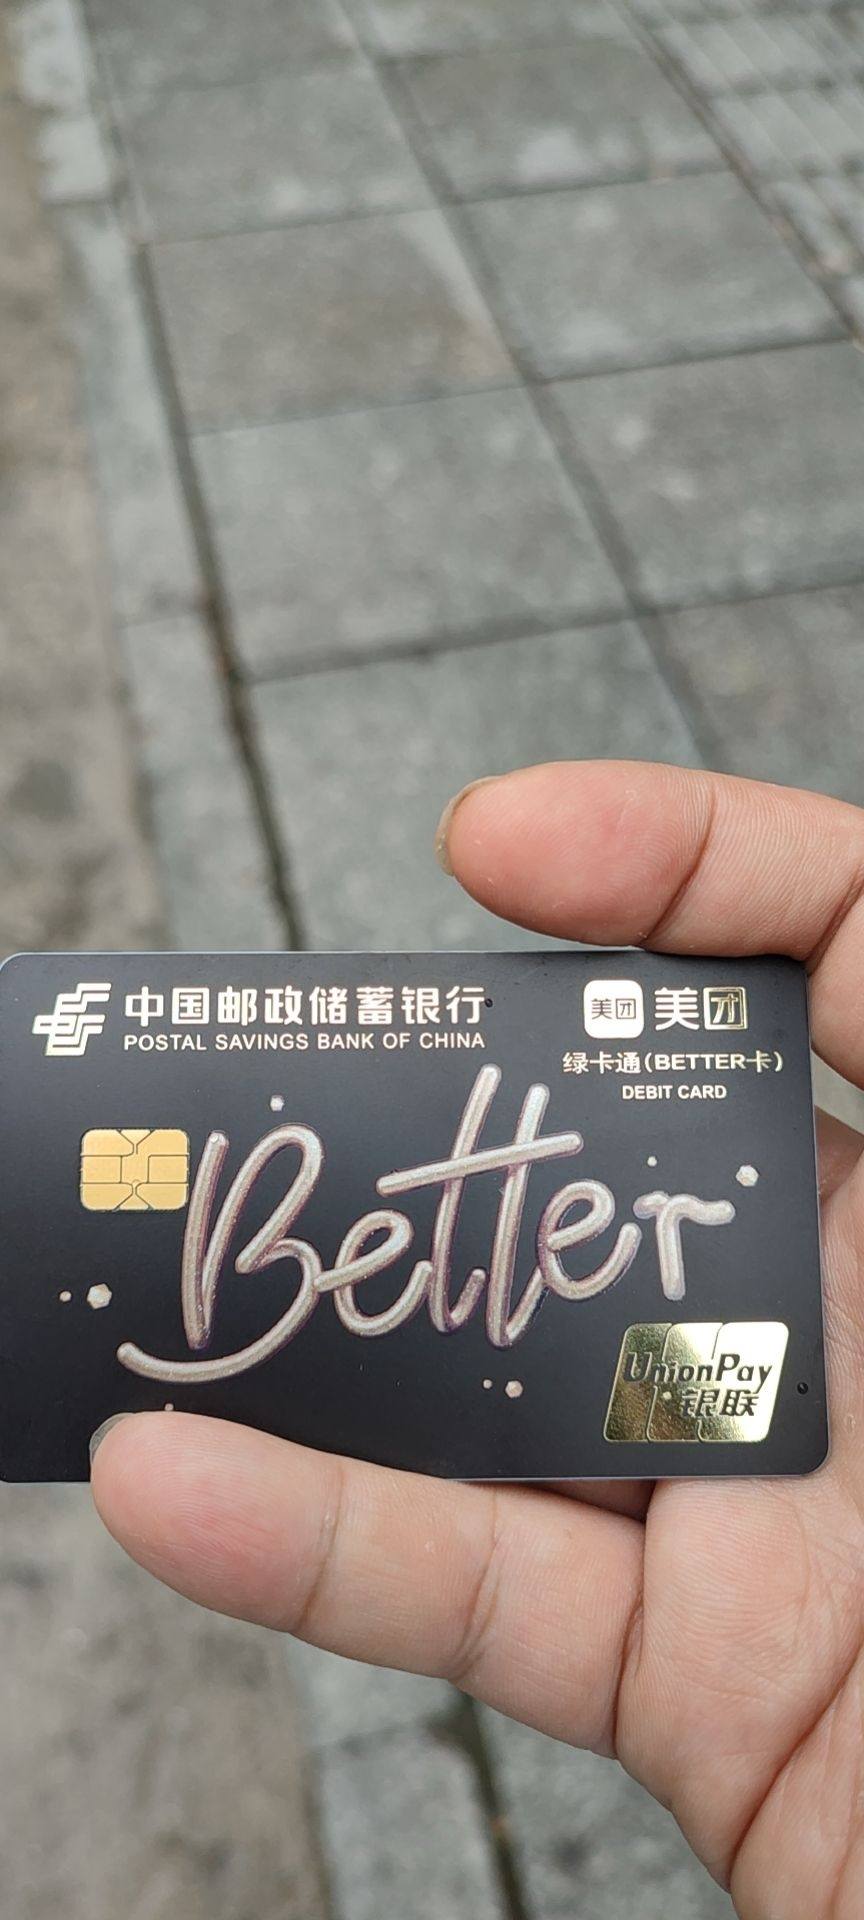 中国邮政储蓄银行
POSTAL SAVINGS BANK OF CHINA
美团 美团
绿卡通(BETTER卡)
DEBIT CARD
Better
UnionPay
银联